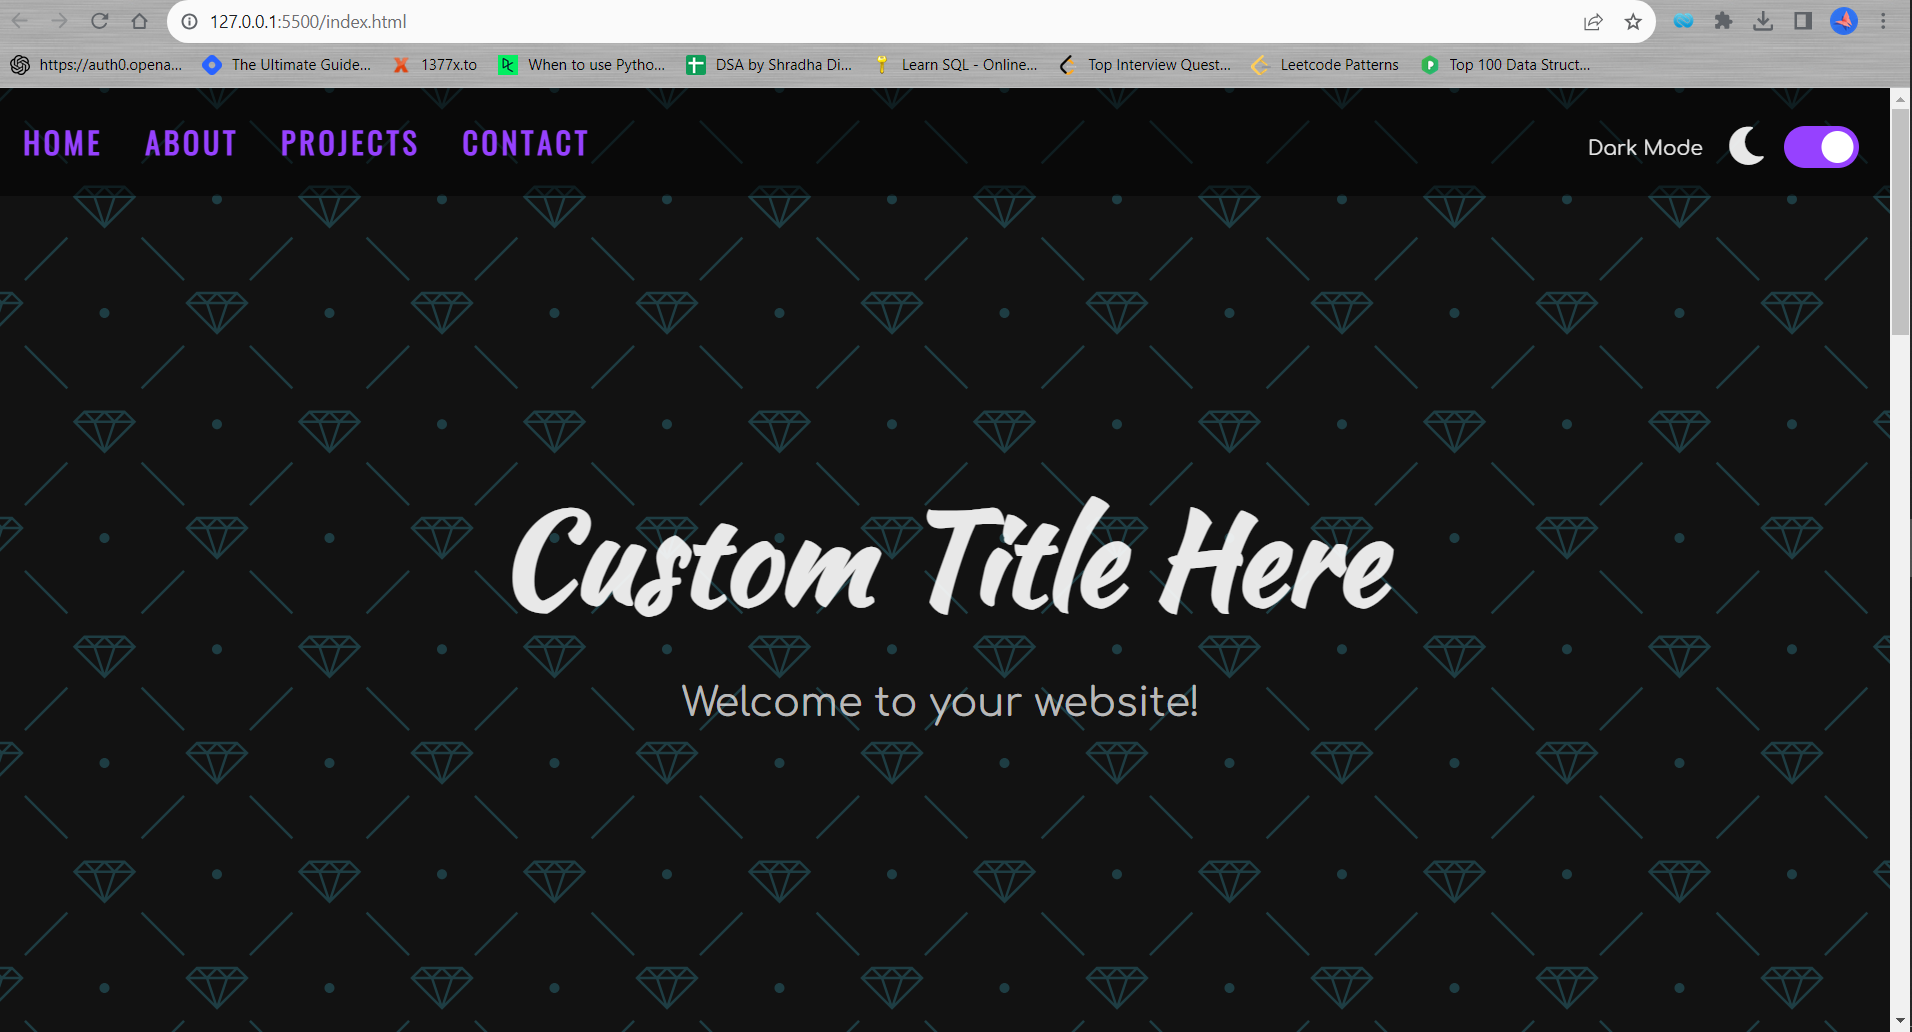 127.0.0.1:5500/index.html
https://auth0.opena... The Ultimate Guide... 1377x.to When to use Pytho... DSA by Shradha Di... Learn SQL - Online... Top Interview Quest... Leetcode Patterns Top 100 Data Struct...
HOME ABOUT PROJECTS CONTACT Dark Mode
Custom Title Here
Welcome to your website!